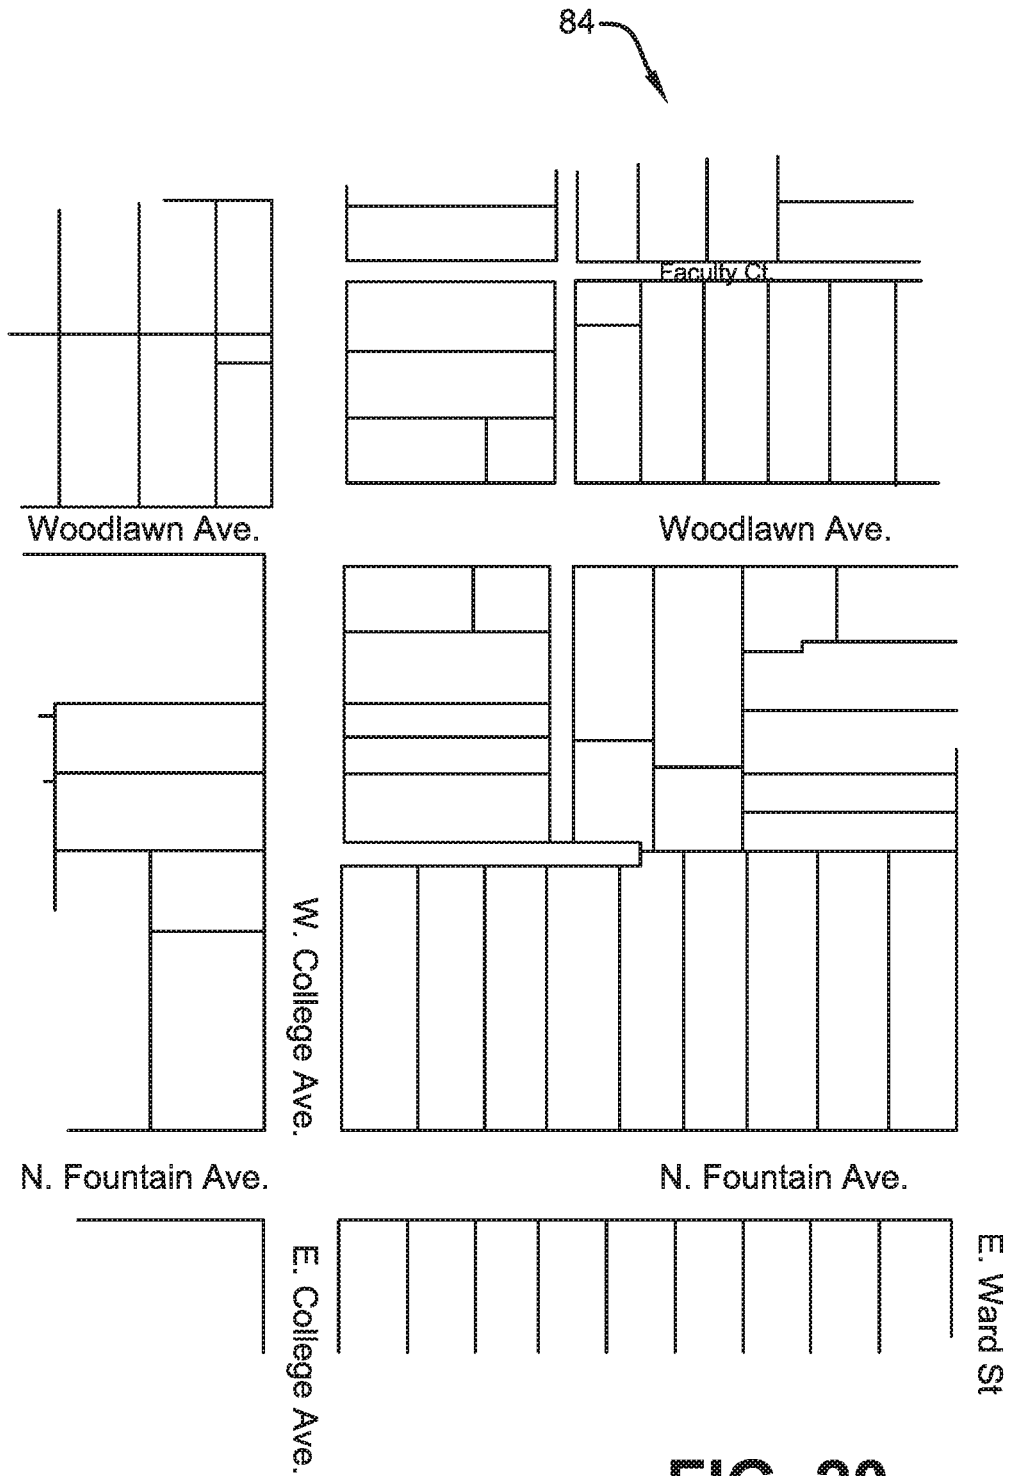 84
Faculty Ct.
Woodlawn Ave.
Woodlawn Ave.
W. College Ave.
N. Fountain Ave.
N. Fountain Ave.
E. College Ave.
E. Ward St